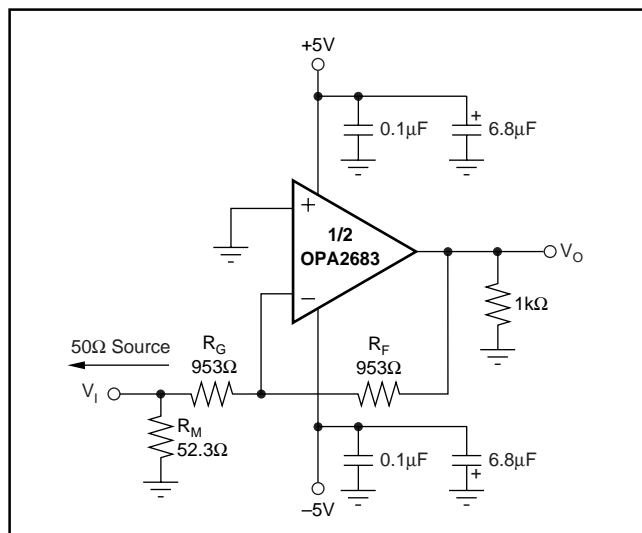 +5V
0.1μF
+
6.8μF
+
1/2
OPA2683
−
V_O
1kΩ
50Ω Source
R_G
953Ω
R_F
953Ω
V_I
R_M
52.3Ω
0.1μF
6.8μF
+
–5V